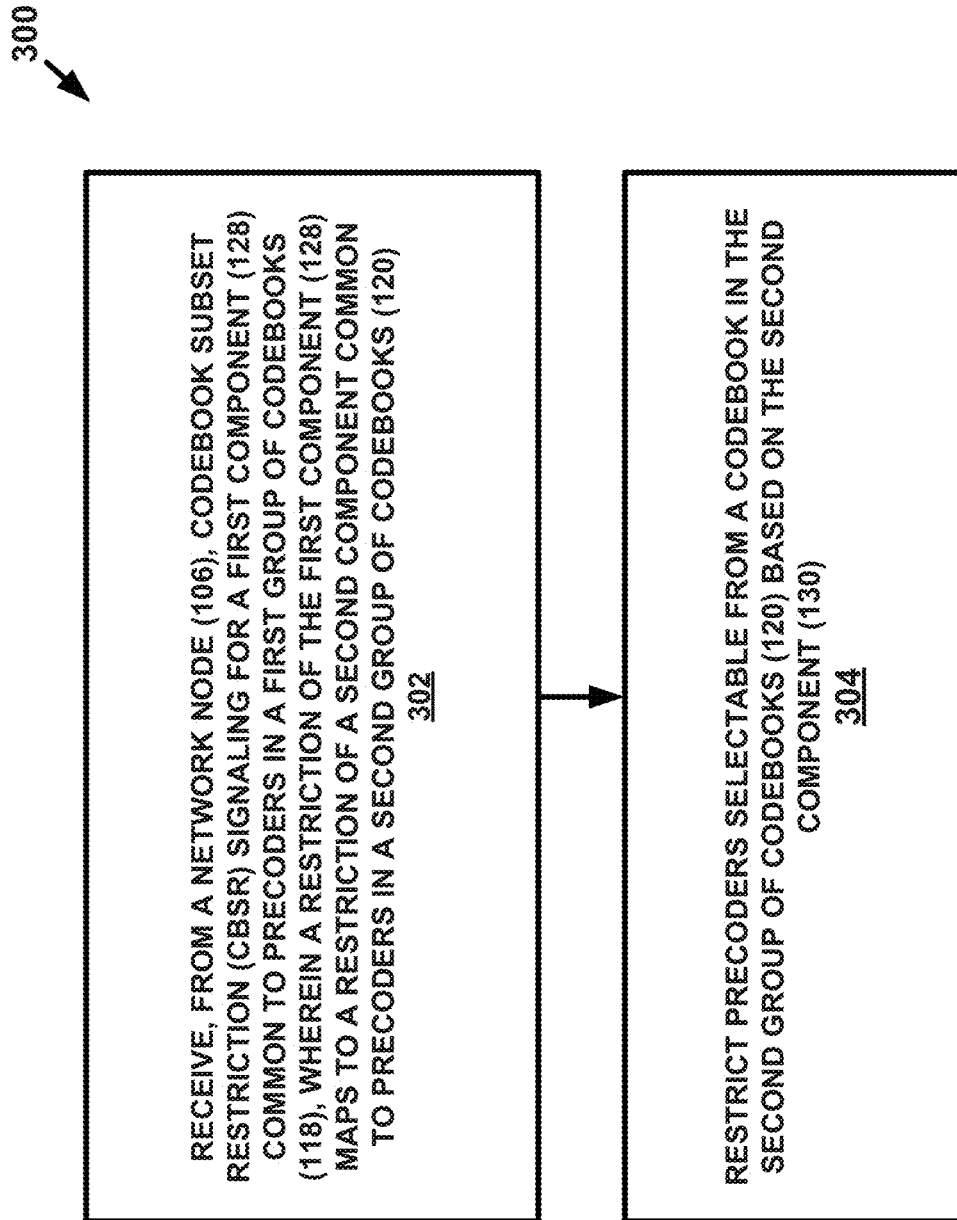 300
RECEIVE, FROM A NETWORK NODE (106), CODEBOOK SUBSET
RESTRICTION (CBSR) SIGNALING FOR A FIRST COMPONENT (128)
COMMON TO PRECODERS IN A FIRST GROUP OF CODEBOOKS
(118), WHEREIN A RESTRICTION OF THE FIRST COMPONENT (128)
MAPS TO A RESTRICTION OF A SECOND COMPONENT COMMON
TO PRECODERS IN A SECOND GROUP OF CODEBOOKS (120)
302
RESTRICT PRECODERS SELECTABLE FROM A CODEBOOK IN THE
SECOND GROUP OF CODEBOOKS (120) BASED ON THE SECOND
COMPONENT (130)
304